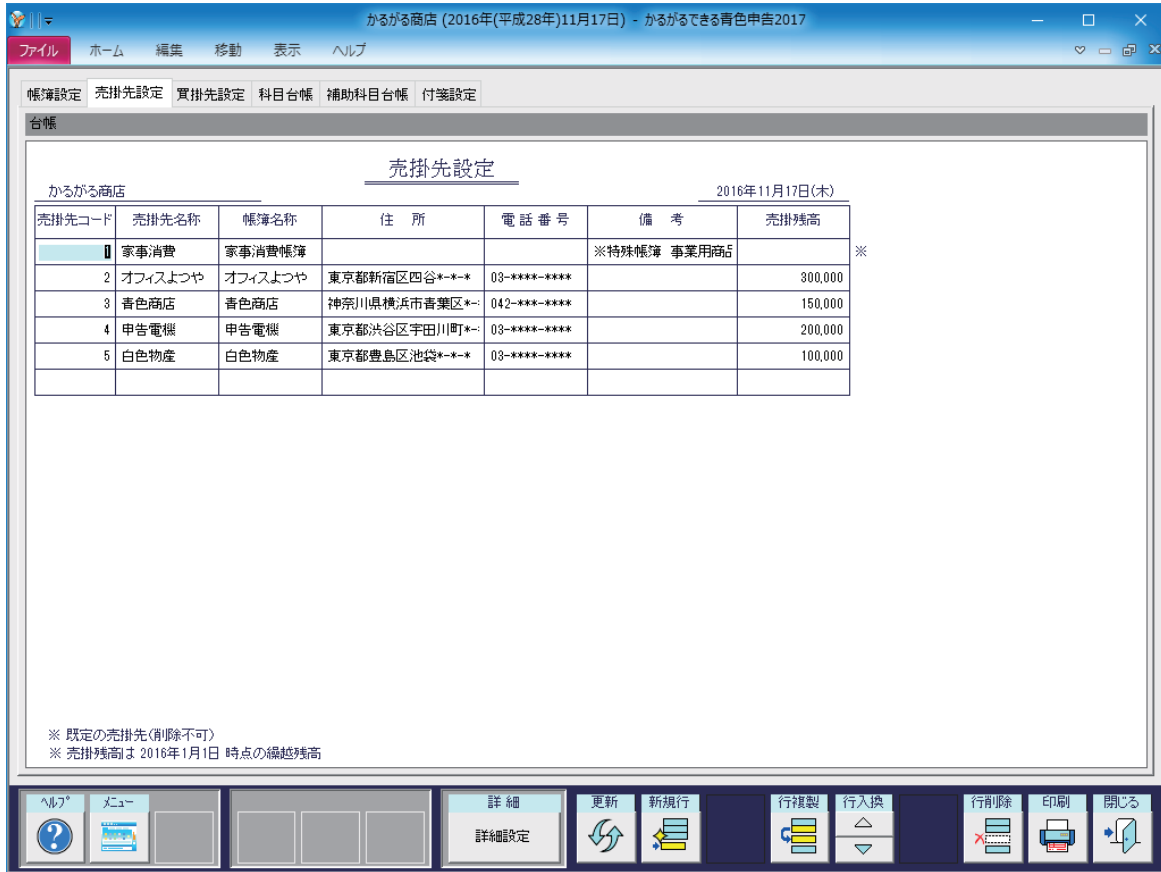 かるがる商店 (2016年(平成28年)11月17日) - かるがるできる青色申告2017
ファイル ホーム 編集 移動 表示 ヘルプ
帳簿設定 売掛先設定 買掛先設定 科目台帳 補助科目台帳 付箋設定
台帳
売掛先設定
かるがる商店 2016年11月17日(木)
売掛先コード 売掛先名称 帳簿名称 住 所 電話番号 備 考 売掛残高
1 家事消費 家事消費帳簿 ※特殊帳簿 事業用商品 ※
2 オフィスよつや オフィスよつや 東京都新宿区四谷*-*-* 03-****-**** 300,000
3 青色商店 青色商店 神奈川県横浜市青葉区*- 042-***-**** 150,000
4 申告電機 申告電機 東京都渋谷区宇田川町*- 03-****-**** 200,000
5 白色物産 白色物産 東京都豊島区池袋*-*-* 03-****-**** 100,000
※ 既定の売掛先(削除不可)
※ 売掛残高は 2016年1月1日 時点の繰越残高
ヘルプ メニュー 詳 細 更新 新規行 行複製 行入換 行削除 印刷 閉じる
詳細設定